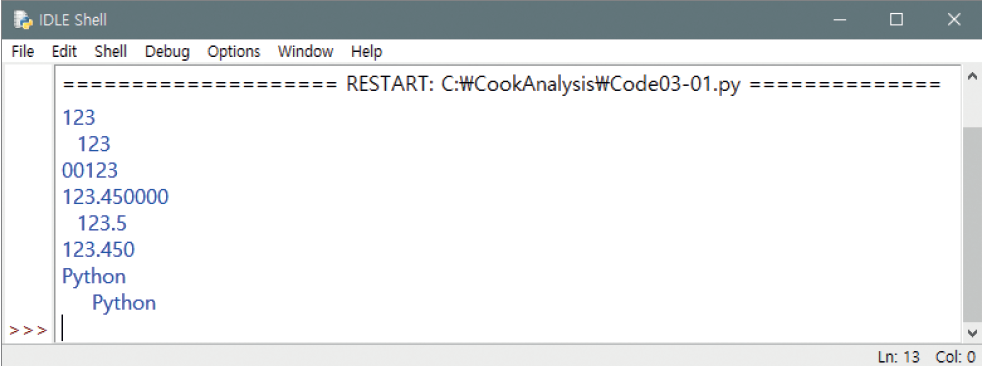 IDLE Shell
File Edit Shell Debug Options Window Help
==================== RESTART: C:₩CookAnalysis₩Code03-01.py ==============
123
  123
00123
123.450000
  123.5
123.450
Python
    Python
>>>
Ln: 13 Col: 0